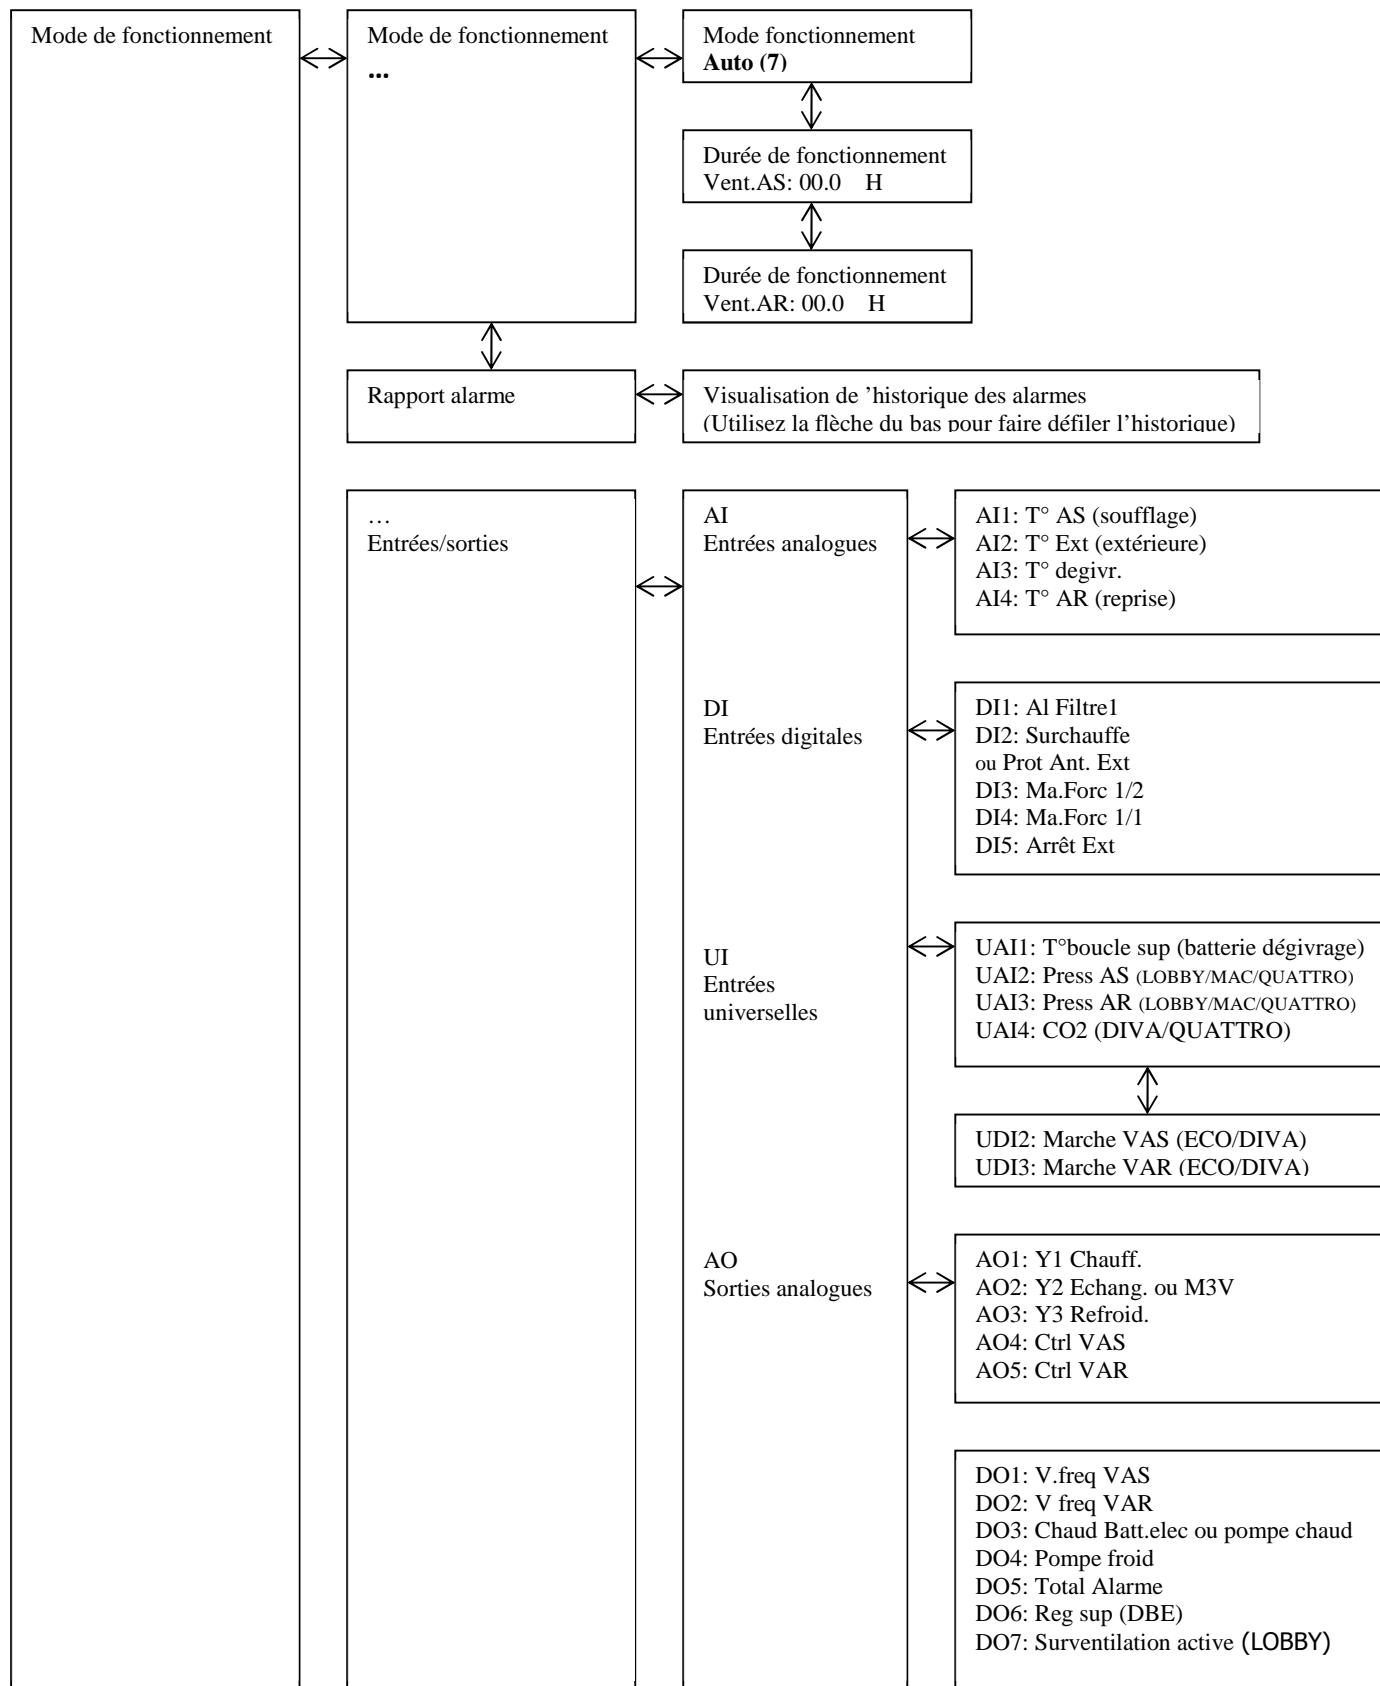 Mode de fonctionnement
Mode de fonctionnement
...
Mode fonctionnement
Auto (7)
Durée de fonctionnement
Vent.AS: 00.0 H
Durée de fonctionnement
Vent.AR: 00.0 H
Rapport alarme
Visualisation de ’historique des alarmes
(Utilisez la flèche du bas pour faire défiler l’historique)
…
Entrées/sorties
AI
Entrées analogues
AI1: T° AS (soufflage)
AI2: T° Ext (extérieure)
AI3: T° degivr.
AI4: T° AR (reprise)
DI
Entrées digitales
DI1: Al Filtre1
DI2: Surchauffe
ou Prot Ant. Ext
DI3: Ma.Forc 1/2
DI4: Ma.Forc 1/1
DI5: Arrêt Ext
UI
Entrées
universelles
UAI1: T°boucle sup (batterie dégivrage)
UAI2: Press AS (LOBBY/MAC/QUATTRO)
UAI3: Press AR (LOBBY/MAC/QUATTRO)
UAI4: CO2 (DIVA/QUATTRO)
UDI2: Marche VAS (ECO/DIVA)
UDI3: Marche VAR (ECO/DIVA)
AO
Sorties analogues
AO1: Y1 Chauff.
AO2: Y2 Echang. ou M3V
AO3: Y3 Refroid.
AO4: Ctrl VAS
AO5: Ctrl VAR
DO1: V.freq VAS
DO2: V freq VAR
DO3: Chaud Batt.elec ou pompe chaud
DO4: Pompe froid
DO5: Total Alarme
DO6: Reg sup (DBE)
DO7: Surventilation active (LOBBY)